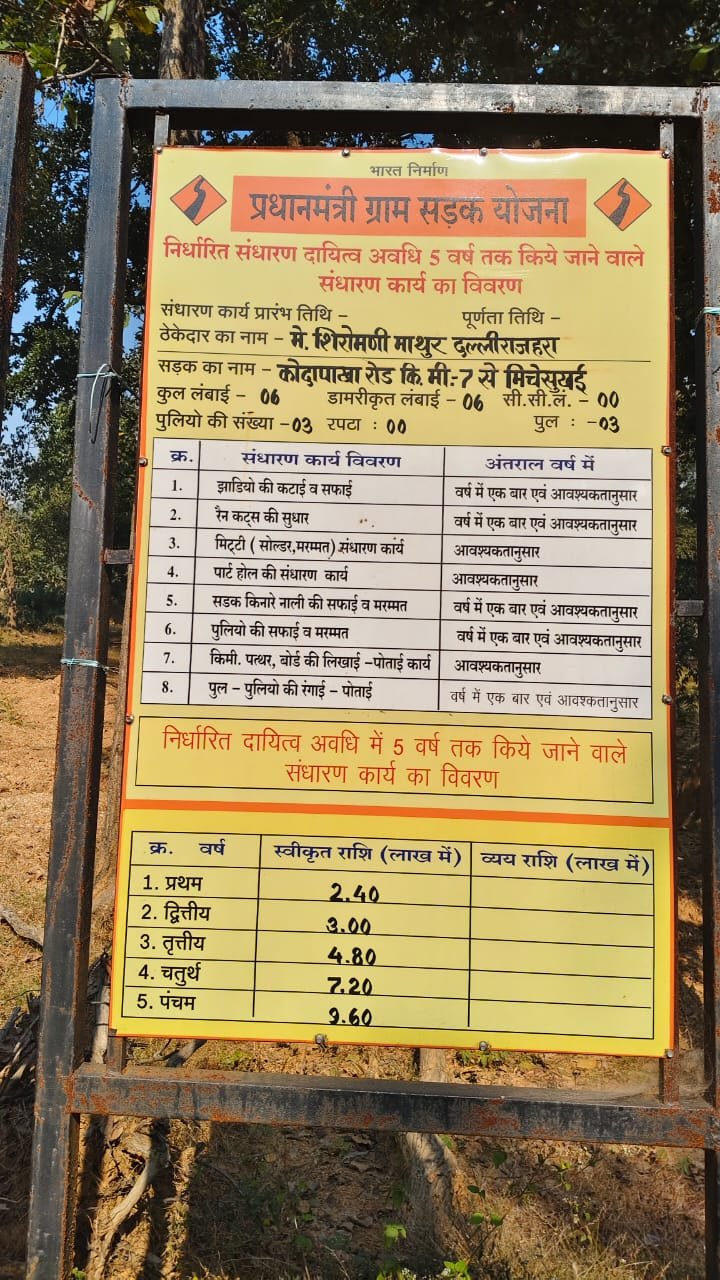 भारत निर्माण
प्रधानमंत्री ग्राम सड़क योजना
निर्धारित संधारण दायित्व अवधि 5 वर्ष तक किये जाने वाले
संधारण कार्य का विवरण
संधारण कार्य प्रारंभ तिथि – पूर्णता तिथि –
ठेकेदार का नाम – मे. शिरोमणी माथुर दल्लीराजहरा
सड़क का नाम – कोदापाखा रोड कि. मी:-7 से मिचेसुखई
कुल लंबाई – 06 डामरीकृत लंबाई – 06 सी.सी.लं. – 00
पुलियो की संख्या –03 रपटा : 00 पुल : –03
क्र. संधारण कार्य विवरण अंतराल वर्ष में
1. झाडियो की कटाई व सफाई वर्ष में एक बार एवं आवश्यकतानुसार
2. रैन कट्स की सुधार वर्ष में एक बार एवं आवश्यकतानुसार
3. मिट्टी ( सोल्डर,मरम्मत) संधारण कार्य आवश्यकतानुसार
4. पार्ट होल की संधारण कार्य आवश्यकतानुसार
5. सडक किनारे नाली की सफाई व मरम्मत वर्ष में एक बार एवं आवश्यकतानुसार
6. पुलियो की सफाई व मरम्मत वर्ष में एक बार एवं आवश्यकतानुसार
7. किमी. पत्थर, बोर्ड की लिखाई –पोताई कार्य आवश्यकतानुसार
8. पुल – पुलियो की रंगाई – पोताई वर्ष में एक बार एवं आवश्कतानुसार
निर्धारित दायित्व अवधि में 5 वर्ष तक किये जाने वाले
संधारण कार्य का विवरण
क्र. वर्ष स्वीकृत राशि (लाख में) व्यय राशि (लाख में)
1. प्रथम 2.40
2. द्वित्तीय 3.00
3. तृत्तीय 4.80
4. चतुर्थ 7.20
5. पंचम 9.60